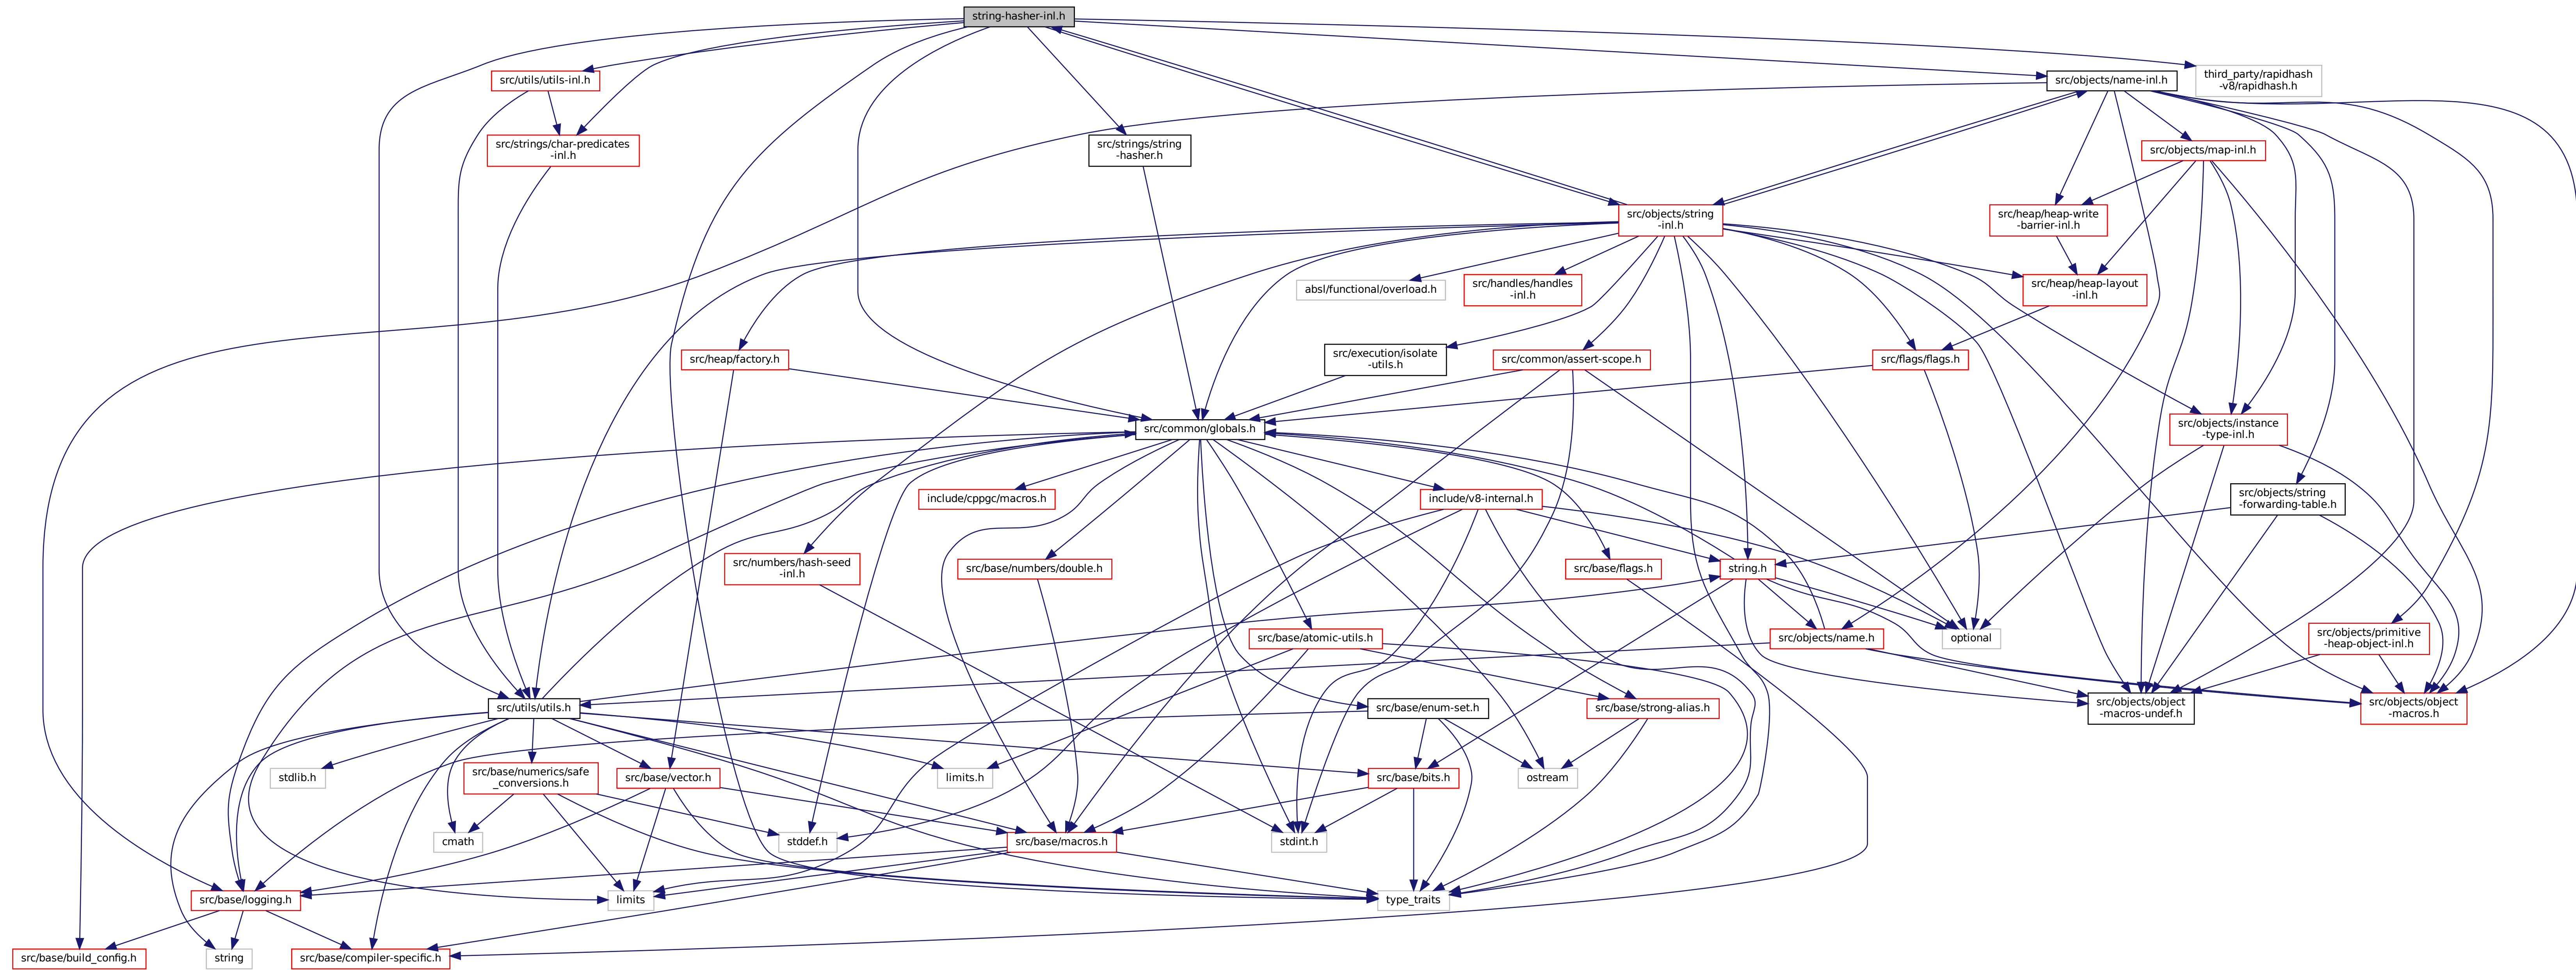 string-hasher-inl.h
src/utils/utils-inl.h
src/objects/name-inl.h
third_party/rapidhash
-v8/rapidhash.h
src/strings/char-predicates
-inl.h
src/strings/string
-hasher.h
src/objects/map-inl.h
src/objects/string
-inl.h
src/heap/heap-write
-barrier-inl.h
absl/functional/overload.h
src/handles/handles
-inl.h
src/heap/heap-layout
-inl.h
src/heap/factory.h
src/execution/isolate
-utils.h
src/common/assert-scope.h
src/flags/flags.h
src/common/globals.h
src/objects/instance
-type-inl.h
include/cppgc/macros.h
include/v8-internal.h
src/objects/string
-forwarding-table.h
src/numbers/hash-seed
-inl.h
src/base/numbers/double.h
src/base/flags.h
string.h
src/base/atomic-utils.h
src/objects/name.h
optional
src/objects/primitive
-heap-object-inl.h
src/utils/utils.h
src/base/enum-set.h
src/base/strong-alias.h
src/objects/object
-macros-undef.h
src/objects/object
-macros.h
stdlib.h
src/base/numerics/safe
_conversions.h
src/base/vector.h
limits.h
src/base/bits.h
ostream
cmath
stddef.h
src/base/macros.h
stdint.h
src/base/logging.h
limits
type_traits
src/base/build_config.h
string
src/base/compiler-specific.h